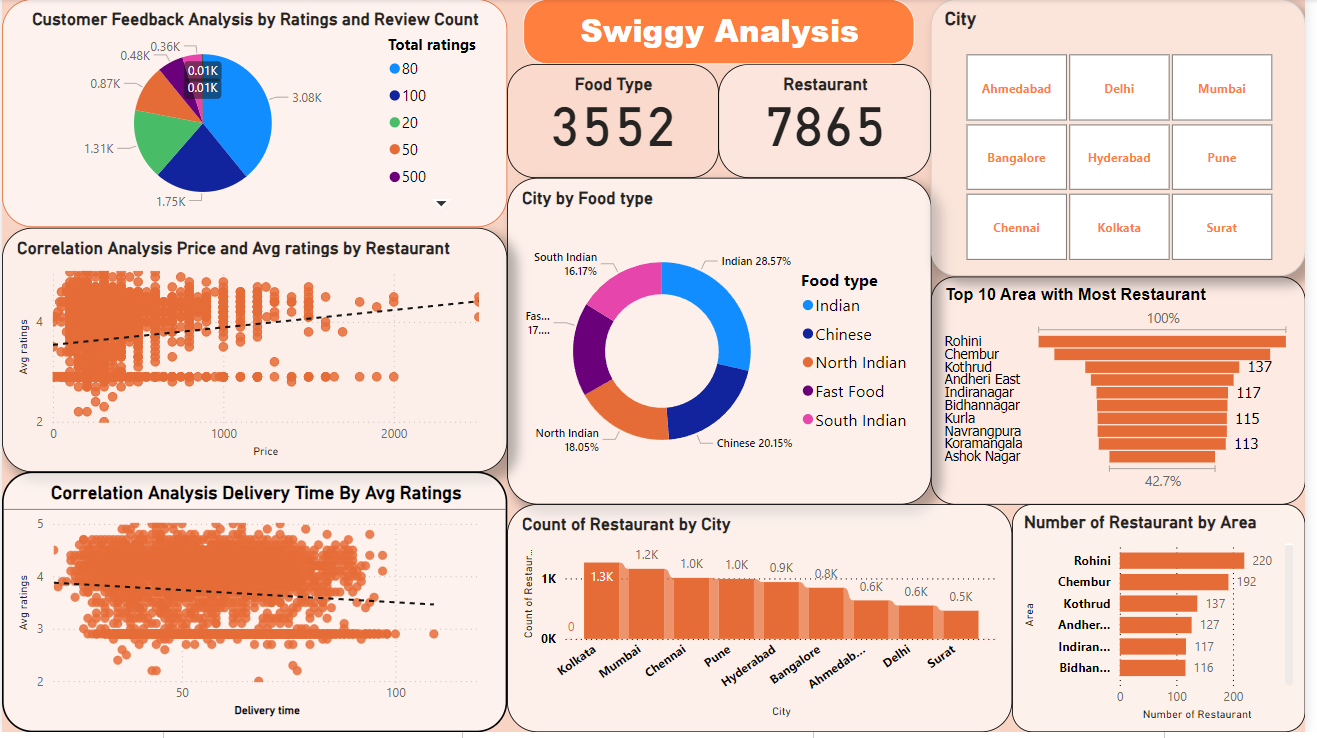 Customer Feedback Analysis by Ratings and Review Count
0.36K
0.48K
0.01K
0.01K
0.87K
3.08K
1.31K
1.75K
Total ratings
80
100
20
50
500
Swiggy Analysis
Food Type
3552
Restaurant
7865
City
Ahmedabad
Delhi
Mumbai
Bangalore
Hyderabad
Pune
Chennai
Kolkata
Surat
Correlation Analysis Price and Avg ratings by Restaurant
Avg ratings
4
2
0
1000
2000
Price
City by Food type
South Indian
16.17%
Indian 28.57%
Fas...
17....
North Indian
18.05%
Chinese 20.15%
Food type
Indian
Chinese
North Indian
Fast Food
South Indian
Top 10 Area with Most Restaurant
100%
Rohini
Chembur
Kothrud
137
Andheri East
Indiranagar
117
Bidhannagar
Kurla
115
Navrangpura
Koramangala
113
Ashok Nagar
42.7%
Correlation Analysis Delivery Time By Avg Ratings
Avg ratings
5
4
3
2
50
100
Delivery time
Count of Restaurant by City
Count of Restaur...
1K
0K
0
1.3K
1.2K
1.0K
1.0K
0.9K
0.8K
0.6K
0.6K
0.5K
Kolkata
Mumbai
Chennai
Pune
Hyderabad
Bangalore
Ahmedab...
Delhi
Surat
City
Number of Restaurant by Area
Area
Rohini
220
Chembur
192
Kothrud
137
Andher...
127
Indiran...
117
Bidhan...
116
0
100
200
Number of Restaurant